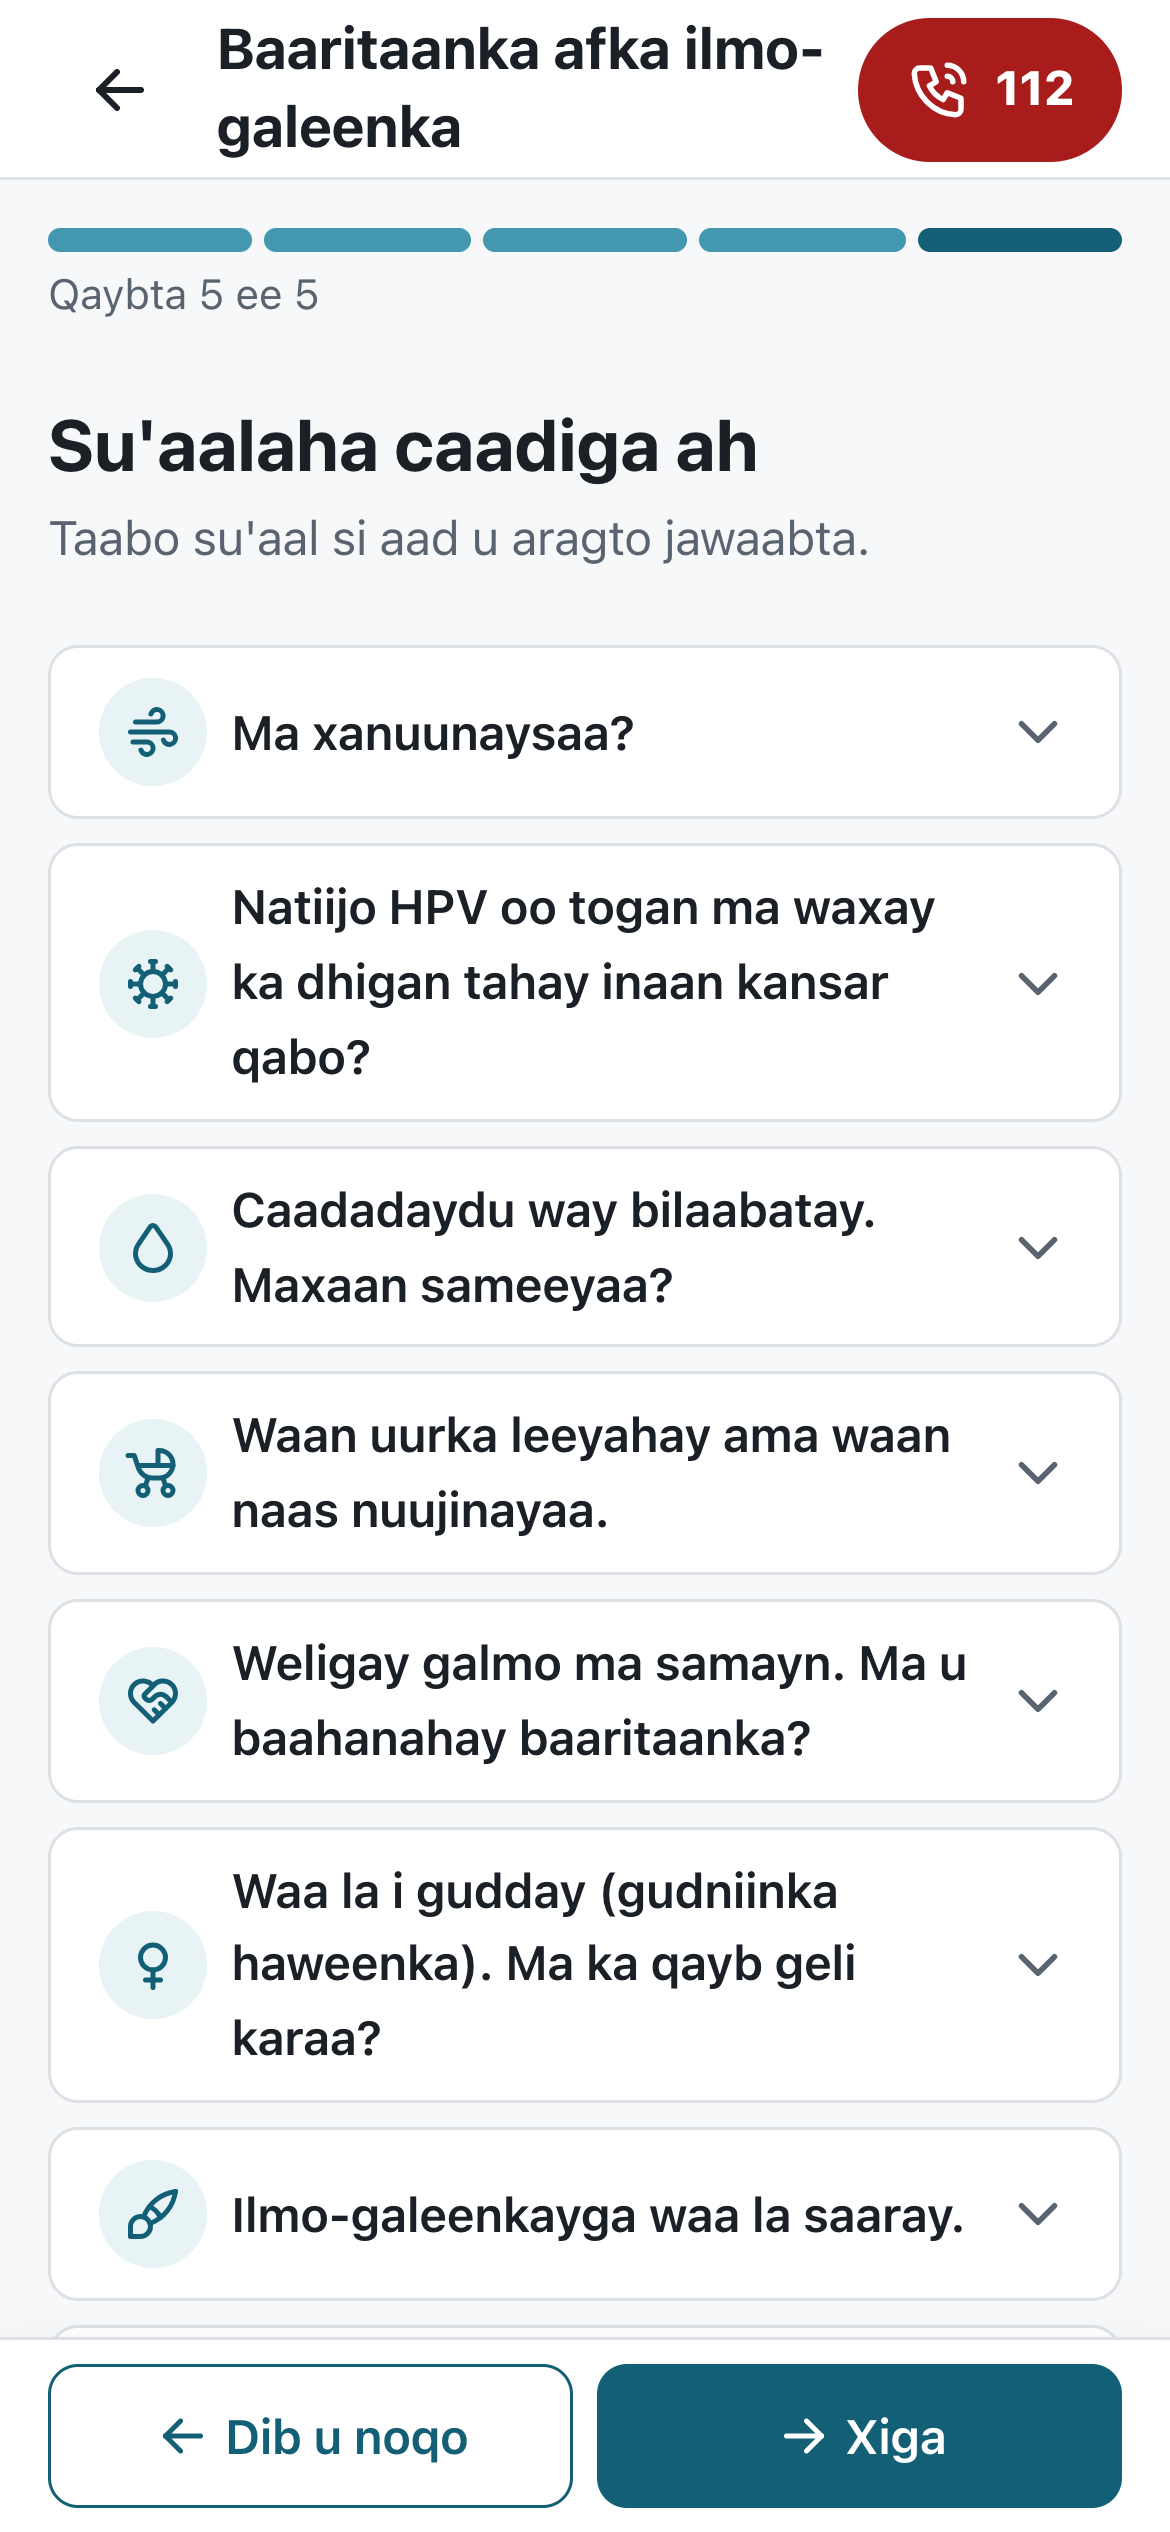 Baaritaanka afka ilmo-
galeenka
112
Qaybta 5 ee 5
Su'aalaha caadiga ah
Taabo su'aal si aad u aragto jawaabta.
Ma xanuunaysaa?
Natiijo HPV oo togan ma waxay
ka dhigan tahay inaan kansar
qabo?
Caadadaydu way bilaabatay.
Maxaan sameeyaa?
Waan uurka leeyahay ama waan
naas nuujinayaa.
Weligay galmo ma samayn. Ma u
baahanahay baaritaanka?
Waa la i gudday (gudniinka
haweenka). Ma ka qayb geli
karaa?
Ilmo-galeenkayga waa la saaray.
Dib u noqo
Xiga